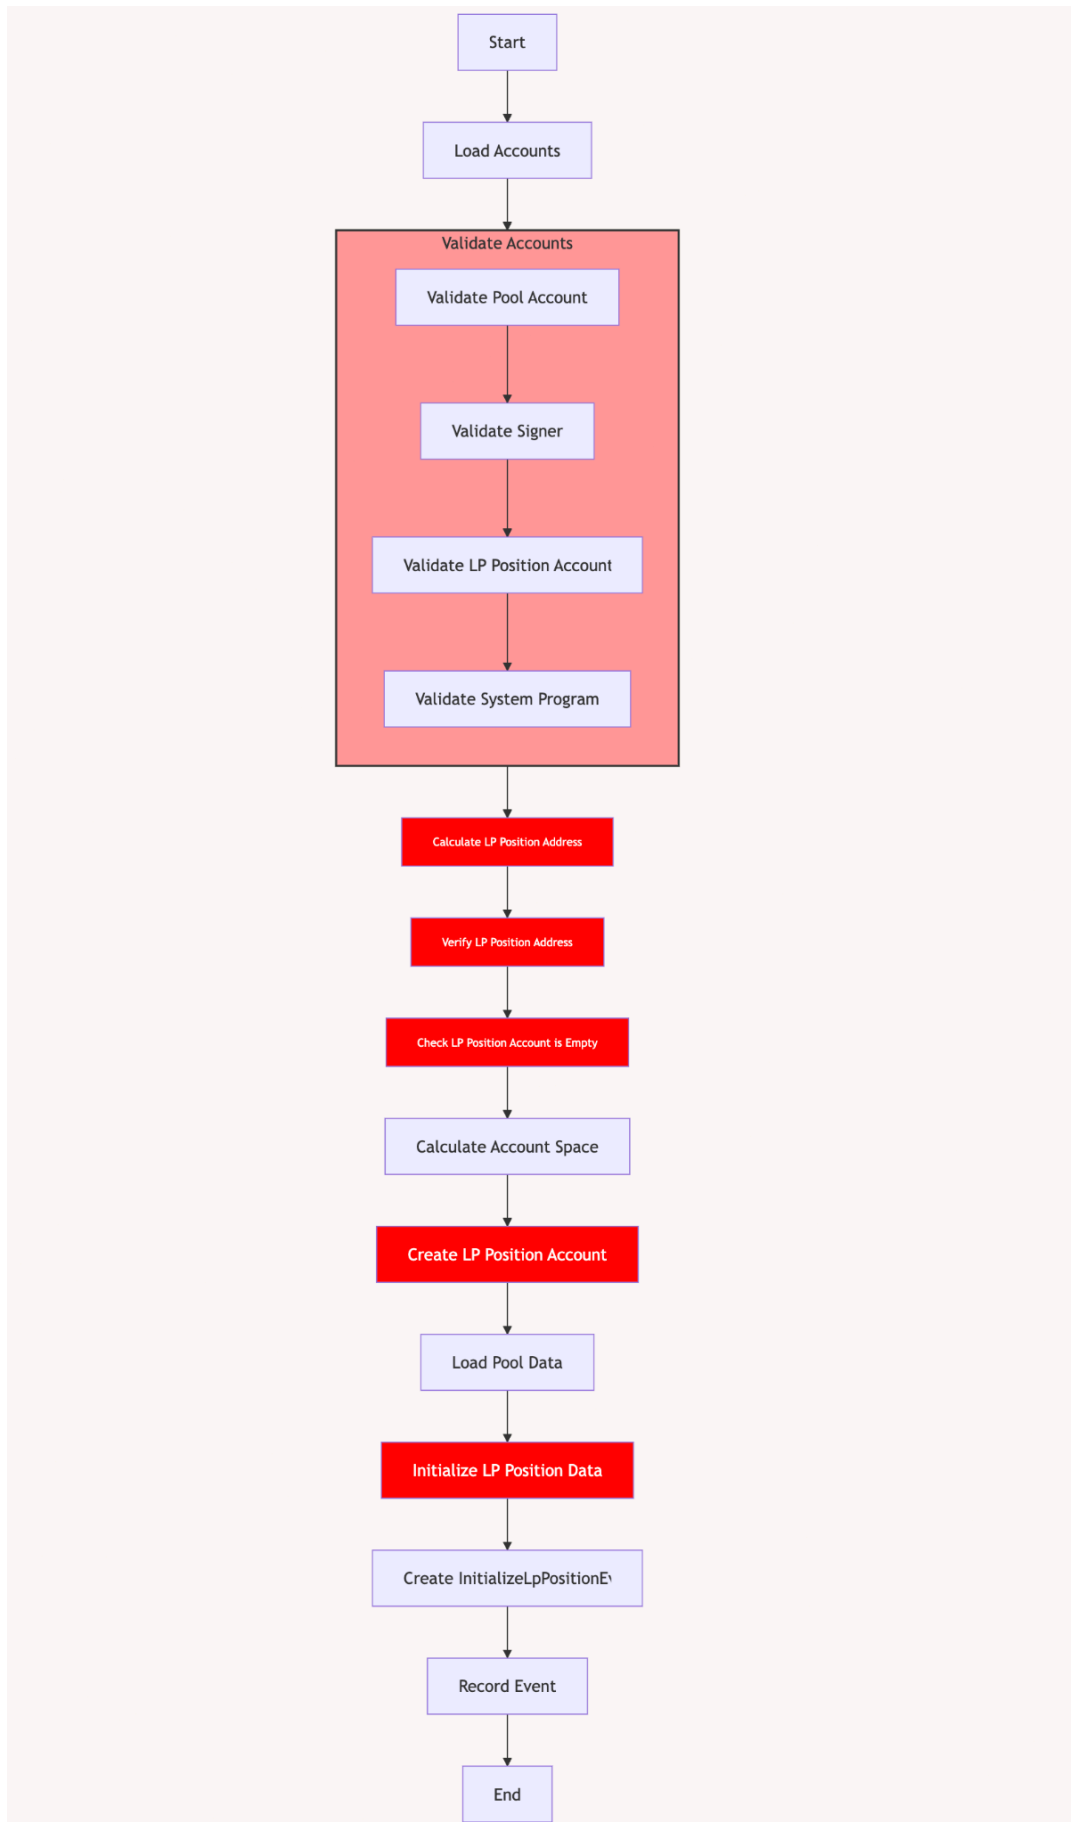 Start
Load Accounts
Validate Accounts
Validate Pool Account
Validate Signer
Validate LP Position Account
Validate System Program
Calculate LP Position Address
Verify LP Position Address
Check LP Position Account is Empty
Calculate Account Space
Create LP Position Account
Load Pool Data
Initialize LP Position Data
Create InitializeLpPositionEv
Record Event
End